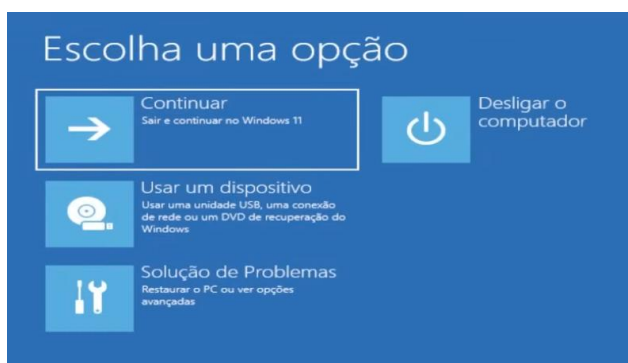 Escolha uma opção
Continuar
Sair e continuar no Windows 11
Usar um dispositivo
Usar uma unidade USB, uma conexão
de rede ou um DVD de recuperação do
Windows
Solução de Problemas
Restaurar o PC ou ver opções
avançadas
Desligar o
computador